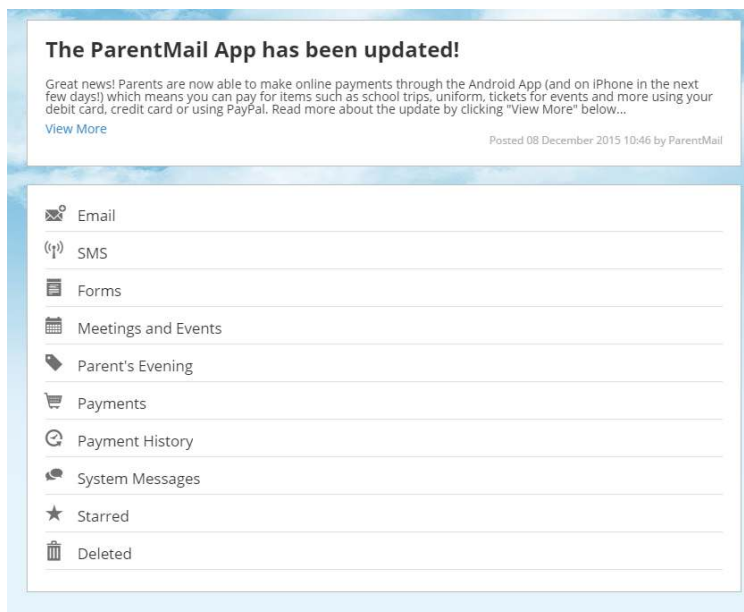 The ParentMail App has been updated!
Great news! Parents are now able to make online payments through the Android App (and on iPhone in the next
few days!) which means you can pay for items such as school trips, uniform, tickets for events and more using your
debit card, credit card or using PayPal. Read more about the update by clicking "View More" below...
View More
Posted 08 December 2015 10:46 by ParentMail
Email
SMS
Forms
Meetings and Events
Parent's Evening
Payments
Payment History
System Messages
Starred
Deleted